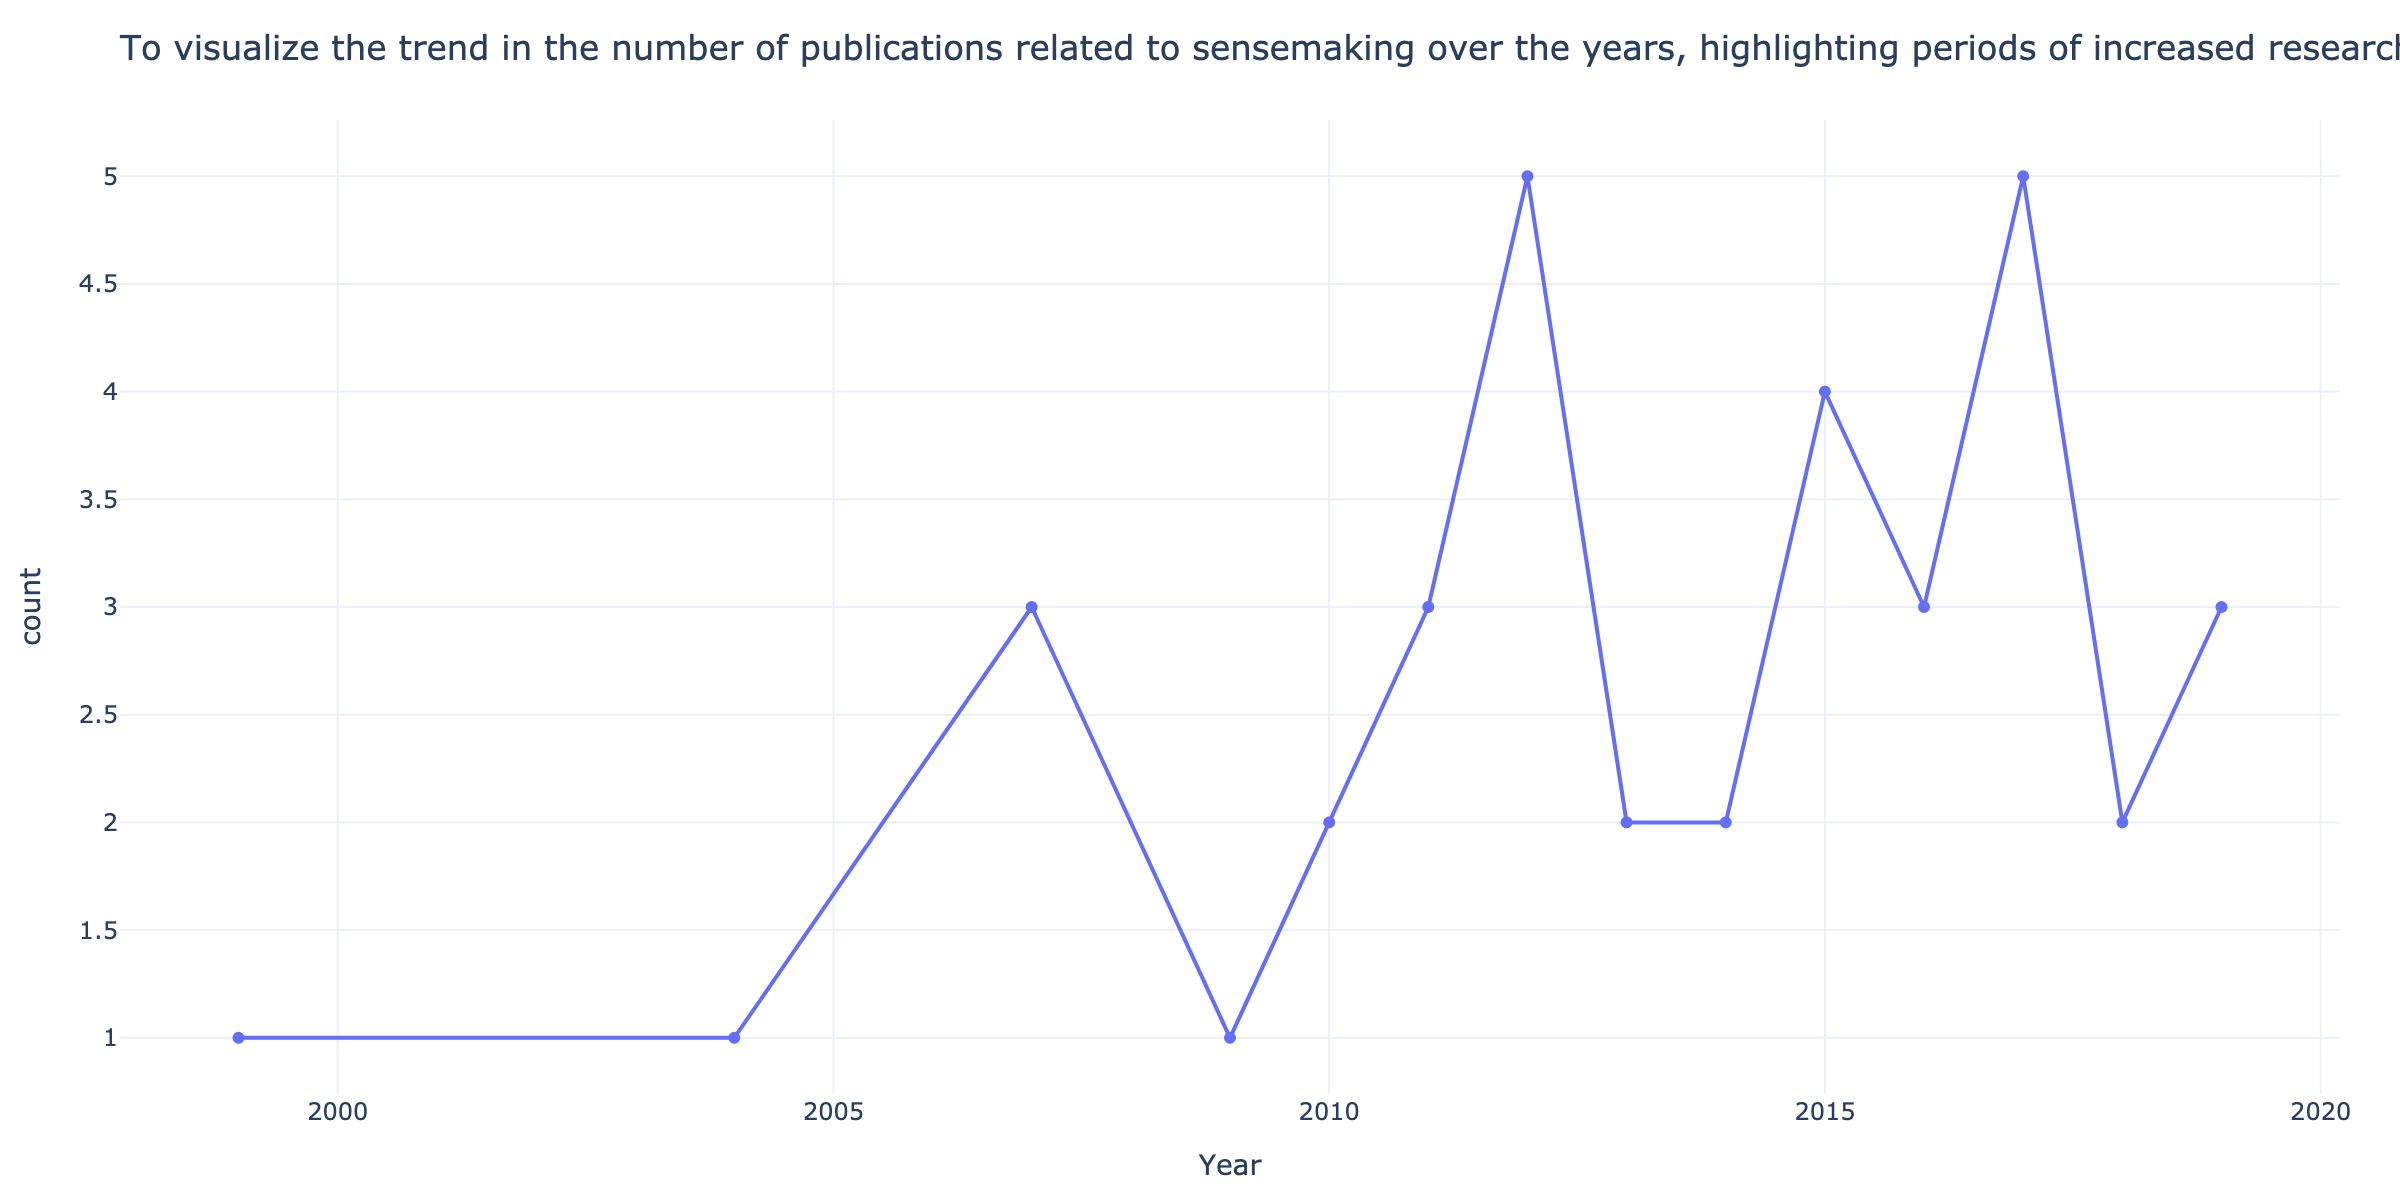 To visualize the trend in the number of publications related to sensemaking over the years, highlighting periods of increased research
5
4.5
4
3.5
3
2.5
2
1.5
1
count
2000 2005 2010 2015 2020
Year